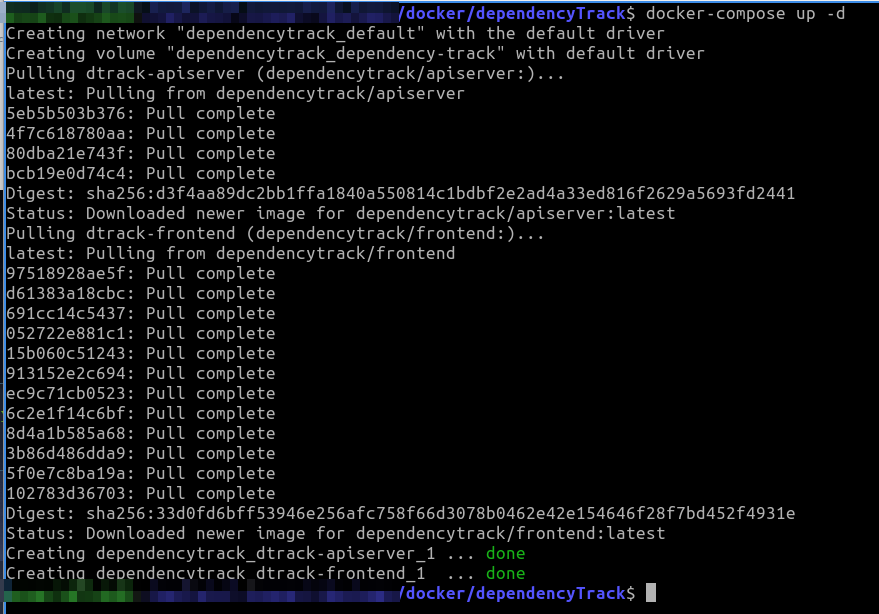 /docker/dependencyTrack$ docker-compose up -d
Creating network "dependencytrack_default" with the default driver
Creating volume "dependencytrack_dependency-track" with default driver
Pulling dtrack-apiserver (dependencytrack/apiserver:)...
latest: Pulling from dependencytrack/apiserver
5eb5b503b376: Pull complete
4f7c618780aa: Pull complete
80dba21e743f: Pull complete
bcb19e0d74c4: Pull complete
Digest: sha256:d3f4aa89dc2bb1ffa1840a550814c1bdbf2e2ad4a33ed816f2629a5693fd2441
Status: Downloaded newer image for dependencytrack/apiserver:latest
Pulling dtrack-frontend (dependencytrack/frontend:)...
latest: Pulling from dependencytrack/frontend
97518928ae5f: Pull complete
d61383a18cbc: Pull complete
691cc14c5437: Pull complete
052722e881c1: Pull complete
15b060c51243: Pull complete
913152e2c694: Pull complete
ec9c71cb0523: Pull complete
6c2e1f14c6bf: Pull complete
8d4a1b585a68: Pull complete
3b86d486dda9: Pull complete
5f0e7c8ba19a: Pull complete
102783d36703: Pull complete
Digest: sha256:33d0fd6bff53946e256afc758f66d3078b0462e42e154646f28f7bd452f4931e
Status: Downloaded newer image for dependencytrack/frontend:latest
Creating dependencytrack_dtrack-apiserver_1 ... done
Creating dependencytrack_dtrack-frontend_1  ... done
/docker/dependencyTrack$